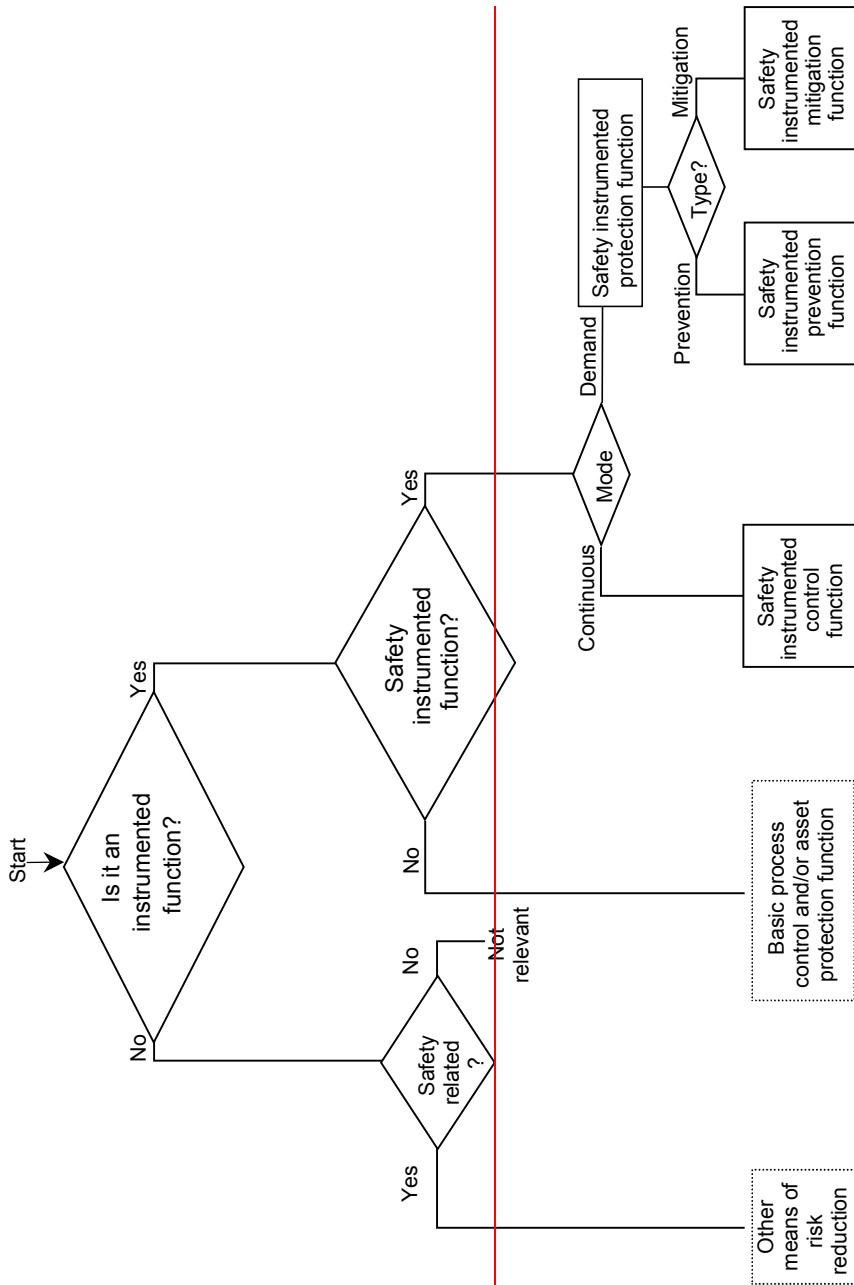 Start
Is it an
instrumented
function?
No
Yes
Safety
related
?
Yes
No
Not
relevant
Safety
instrumented
function?
No
Yes
Mode
Continuous
Demand
Safety instrumented
protection function
Type?
Prevention
Mitigation
Other
means of
risk
reduction
Basic process
control and/or asset
protection function
Safety
instrumented
control
function
Safety
instrumented
prevention
function
Safety
instrumented
mitigation
function